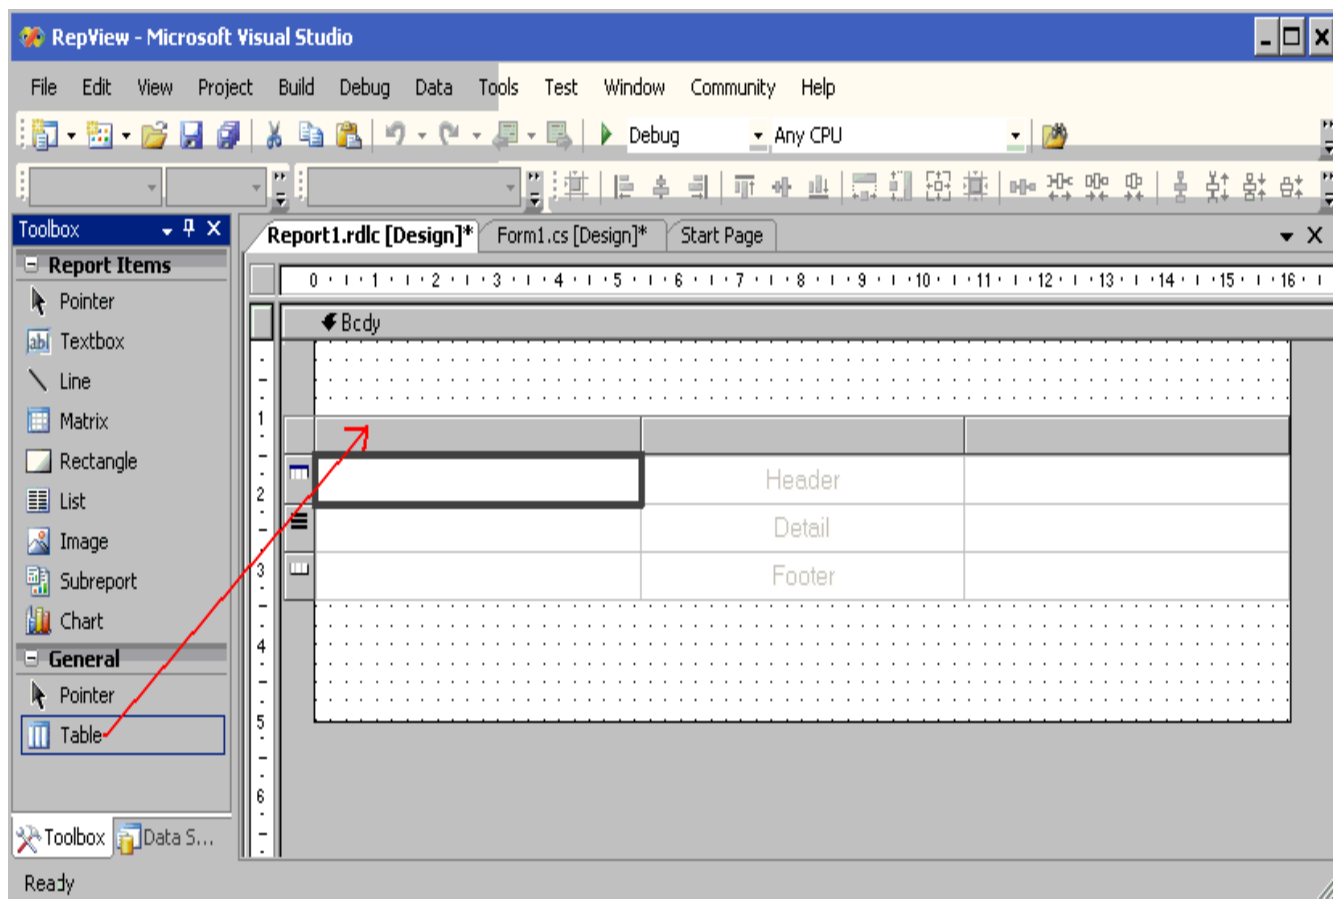 RepView - Microsoft Visual Studio
File Edit View Project Build Debug Data Tools Test Window Community Help
Debug Any CPU
Toolbox
Report1.rdlc [Design]* Form1.cs [Design]* Start Page
Report Items
Pointer
Textbox
Line
Matrix
Rectangle
List
Image
Subreport
Chart
General
Pointer
Table
Toolbox Data S...
0 1 2 3 4 5 6 7 8 9 10 11 12 13 14 15 16
Body
1
2
3
4
5
6
Header
Detail
Footer
Ready